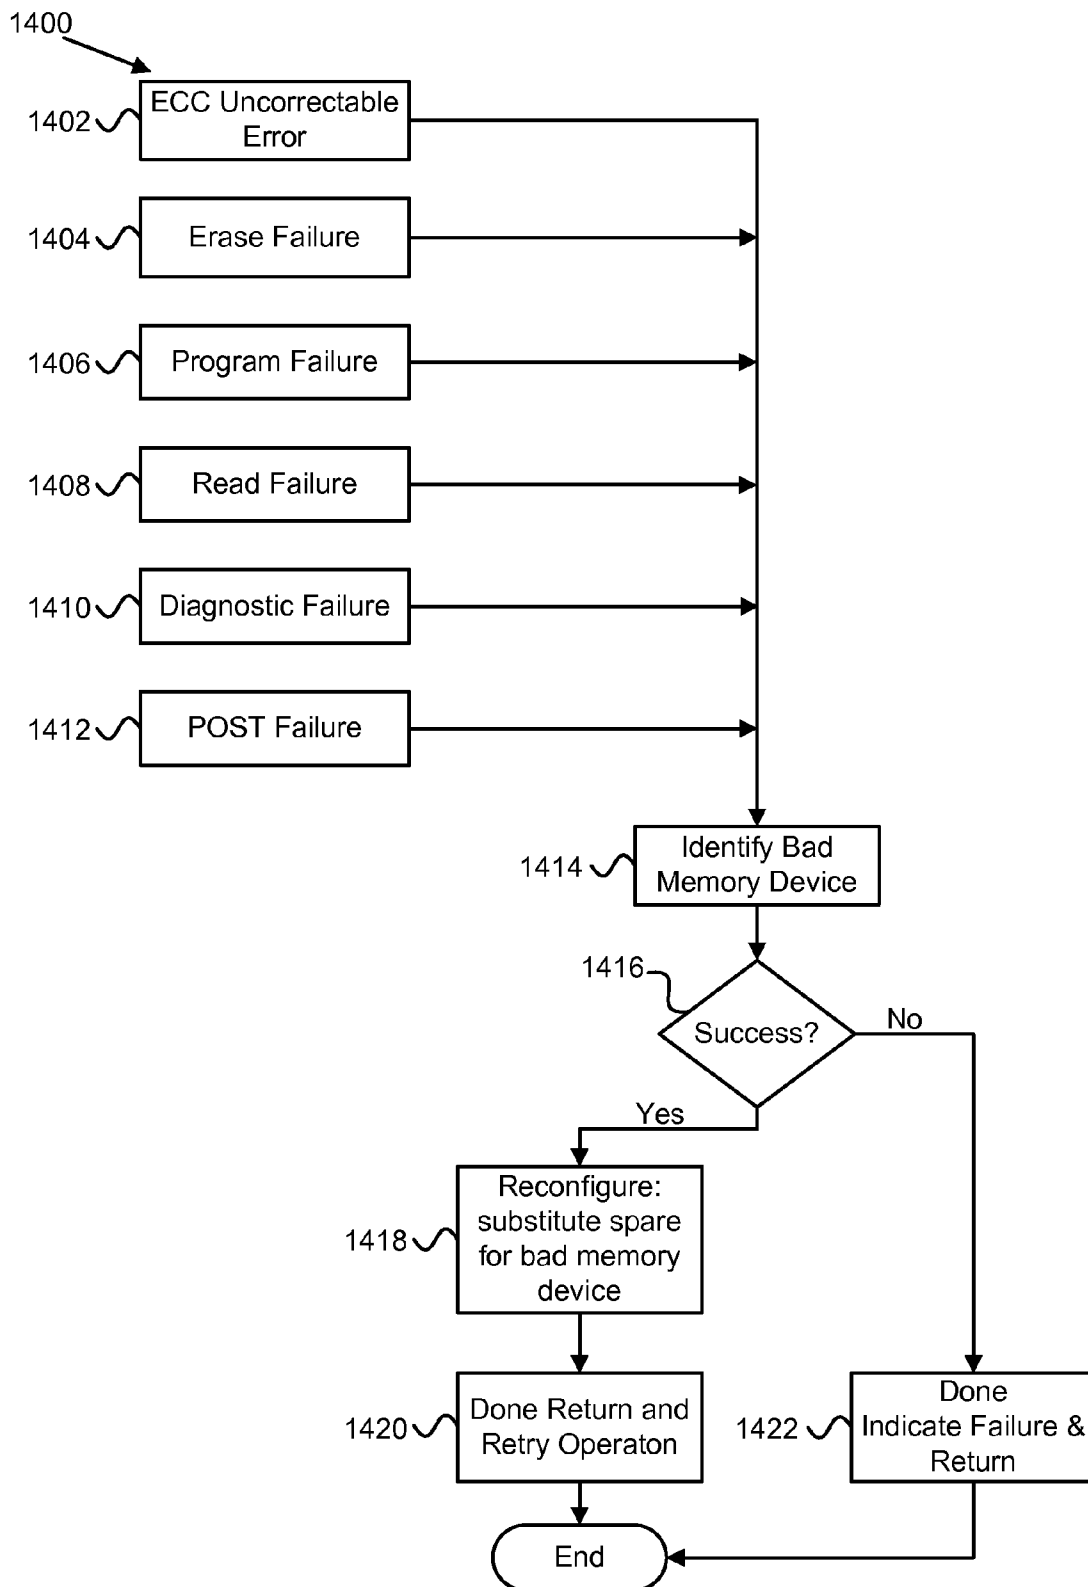 1400
ECC Uncorrectable
Error
1402
Erase Failure
1404
Program Failure
1406
Read Failure
1408
Diagnostic Failure
1410
POST Failure
1412
Identify Bad
Memory Device
1414
1416
Success?
No
Yes
Reconfigure:
substitute spare
for bad memory
device
1418
Done Return and
Retry Operaton
1420
Done
Indicate Failure &
Return
1422
End